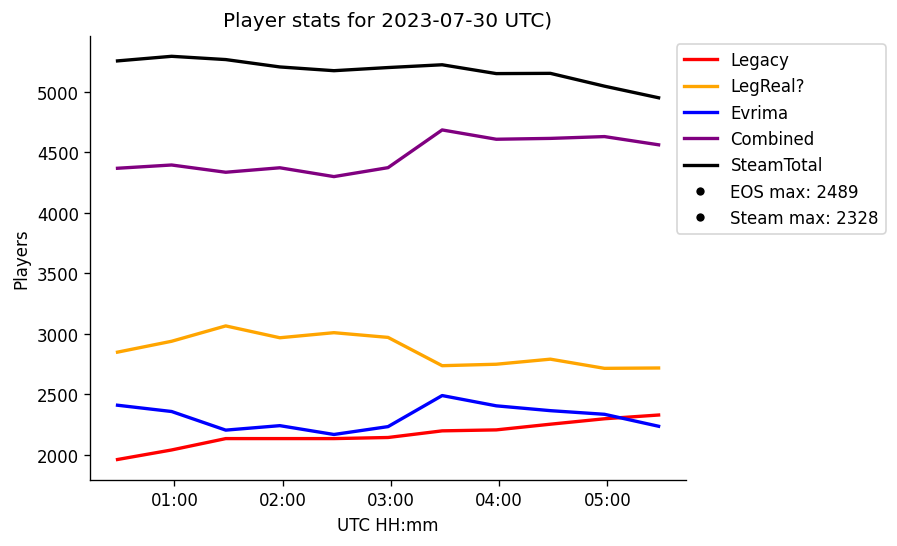 Player stats for 2023-07-30 UTC)
Legacy
LegReal?
Evrima
Combined
SteamTotal
EOS max: 2489
Steam max: 2328
Players
5000
4500
4000
3500
3000
2500
2000
01:00 02:00 03:00 04:00 05:00
UTC HH:mm